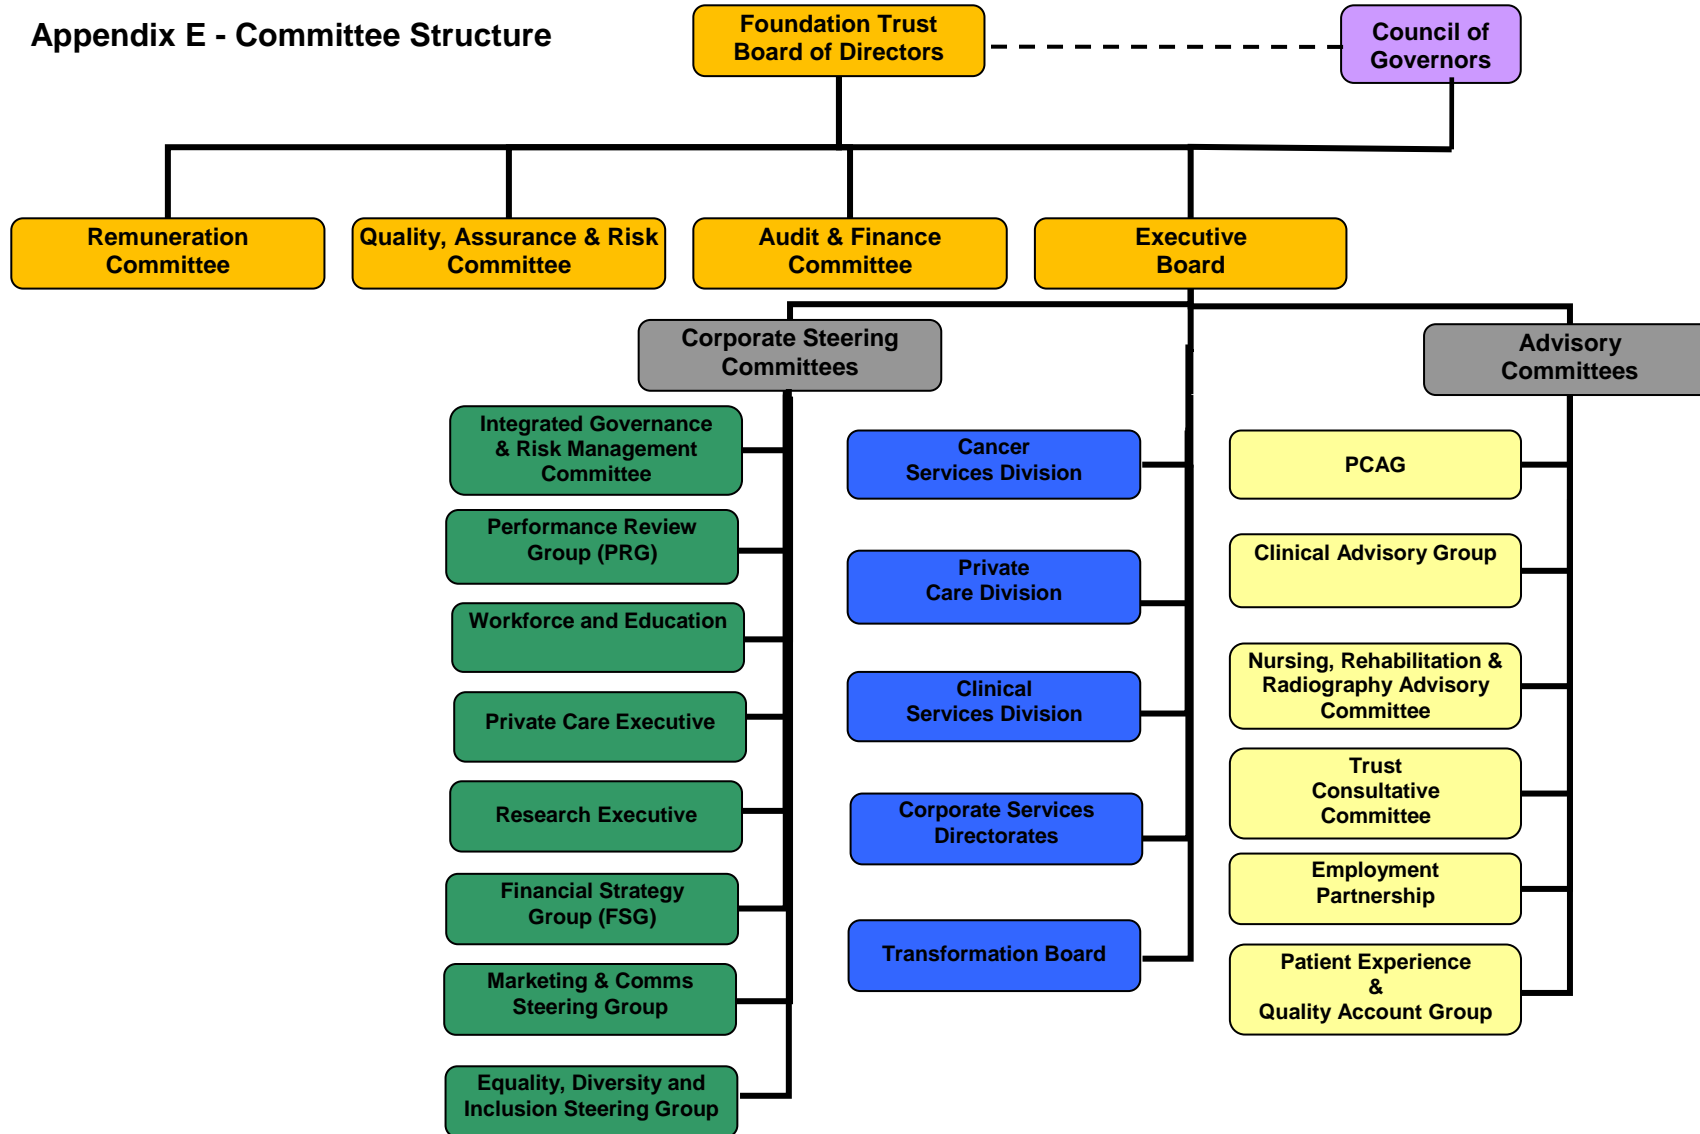 Appendix E - Committee Structure
Foundation Trust
Board of Directors
Council of
Governors
Remuneration
Committee
Quality, Assurance & Risk
Committee
Audit & Finance
Committee
Executive
Board
Corporate Steering
Committees
Advisory
Committees
Integrated Governance
& Risk Management
Committee
Performance Review
Group (PRG)
Workforce and Education
Private Care Executive
Research Executive
Financial Strategy
Group (FSG)
Marketing & Comms
Steering Group
Equality, Diversity and
Inclusion Steering Group
Cancer
Services Division
Private
Care Division
Clinical
Services Division
Corporate Services
Directorates
Transformation Board
PCAG
Clinical Advisory Group
Nursing, Rehabilitation &
Radiography Advisory
Committee
Trust
Consultative
Committee
Employment
Partnership
Patient Experience
&
Quality Account Group